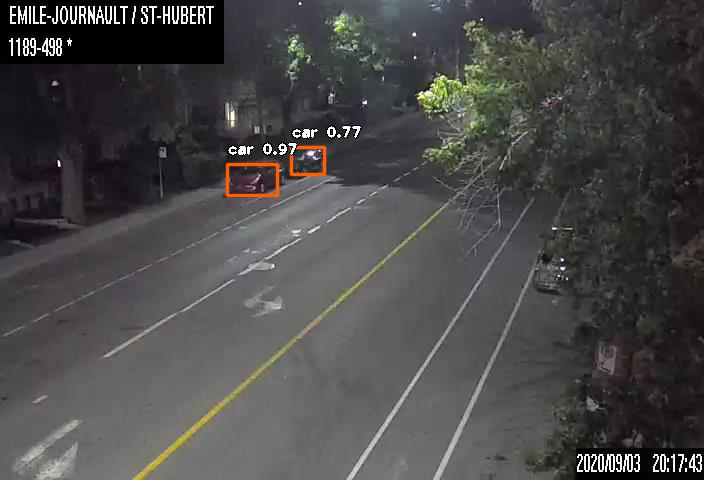 EMILE-JOURNAULT / ST-HUBERT
1189-498 *
car 0.77
car 0.97
2020/09/03 20:17:43